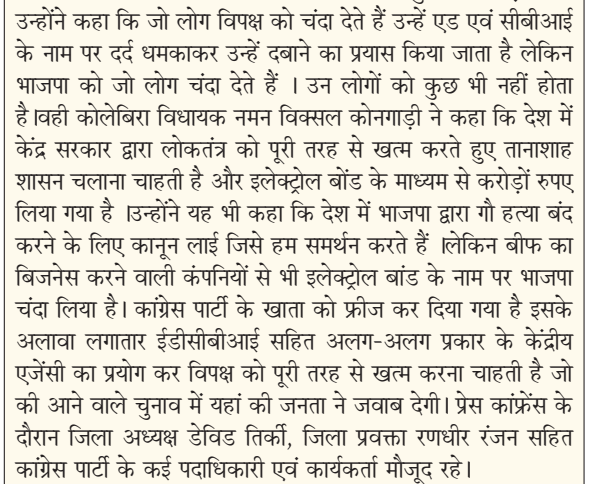 उन्होंने कहा कि जो लोग विपक्ष को चंदा देते हैं उन्हें एड एवं सीबीआई
के नाम पर दर्द धमकाकर उन्हें दबाने का प्रयास किया जाता है लेकिन
भाजपा को जो लोग चंदा देते हैं । उन लोगों को कुछ भी नहीं होता
है।वही कोलेबिरा विधायक नमन विक्सल कोनगाड़ी ने कहा कि देश में
केंद्र सरकार द्वारा लोकतंत्र को पूरी तरह से खत्म करते हुए तानाशाह
शासन चलाना चाहती है और इलेक्ट्रोल बोंड के माध्यम से करोड़ों रुपए
लिया गया है ।उन्होंने यह भी कहा कि देश में भाजपा द्वारा गौ हत्या बंद
करने के लिए कानून लाई जिसे हम समर्थन करते हैं ।लेकिन बीफ का
बिजनेस करने वाली कंपनियों से भी इलेक्ट्रोल बांड के नाम पर भाजपा
चंदा लिया है। कांग्रेस पार्टी के खाता को फ्रीज कर दिया गया है इसके
अलावा लगातार ईडीसीबीआई सहित अलग-अलग प्रकार के केंद्रीय
एजेंसी का प्रयोग कर विपक्ष को पूरी तरह से खत्म करना चाहती है जो
की आने वाले चुनाव में यहां की जनता ने जवाब देगी। प्रेस कांफ्रेंस के
दौरान जिला अध्यक्ष डेविड तिर्की, जिला प्रवक्ता रणधीर रंजन सहित
कांग्रेस पार्टी के कई पदाधिकारी एवं कार्यकर्ता मौजूद रहे।